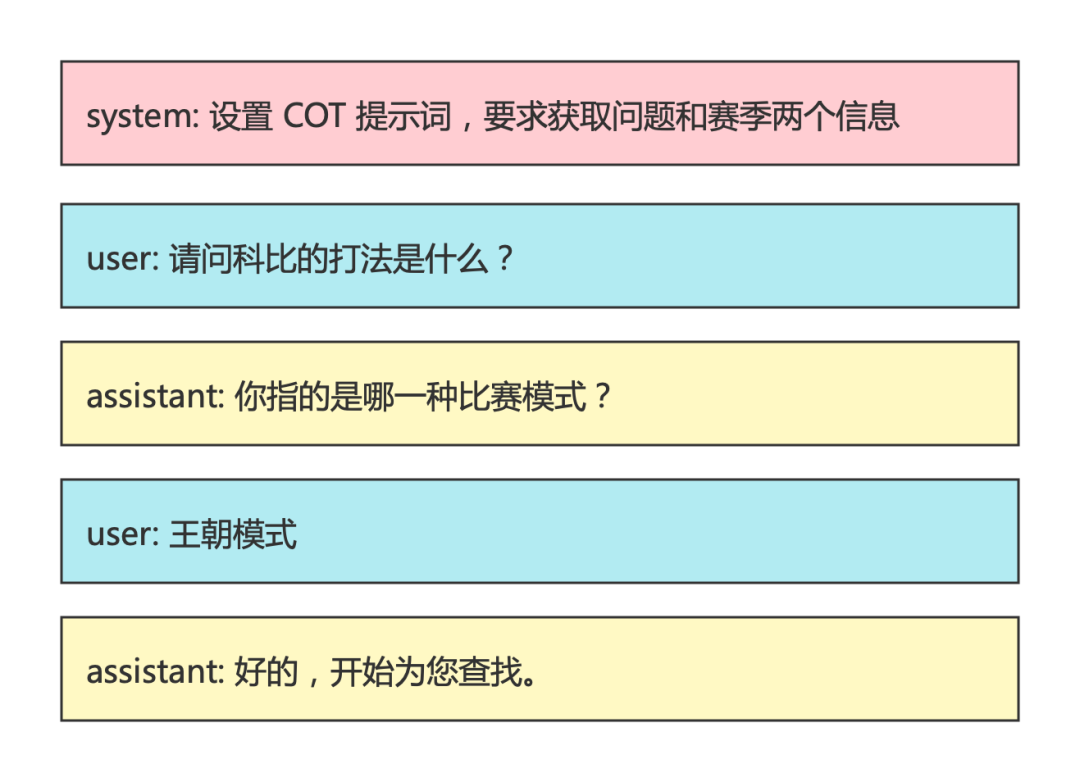 system: 设置 COT 提示词，要求获取问题和赛季两个信息
user: 请问科比的打法是什么？
assistant: 你指的是哪一种比赛模式？
user: 王朝模式
assistant: 好的，开始为您查找。